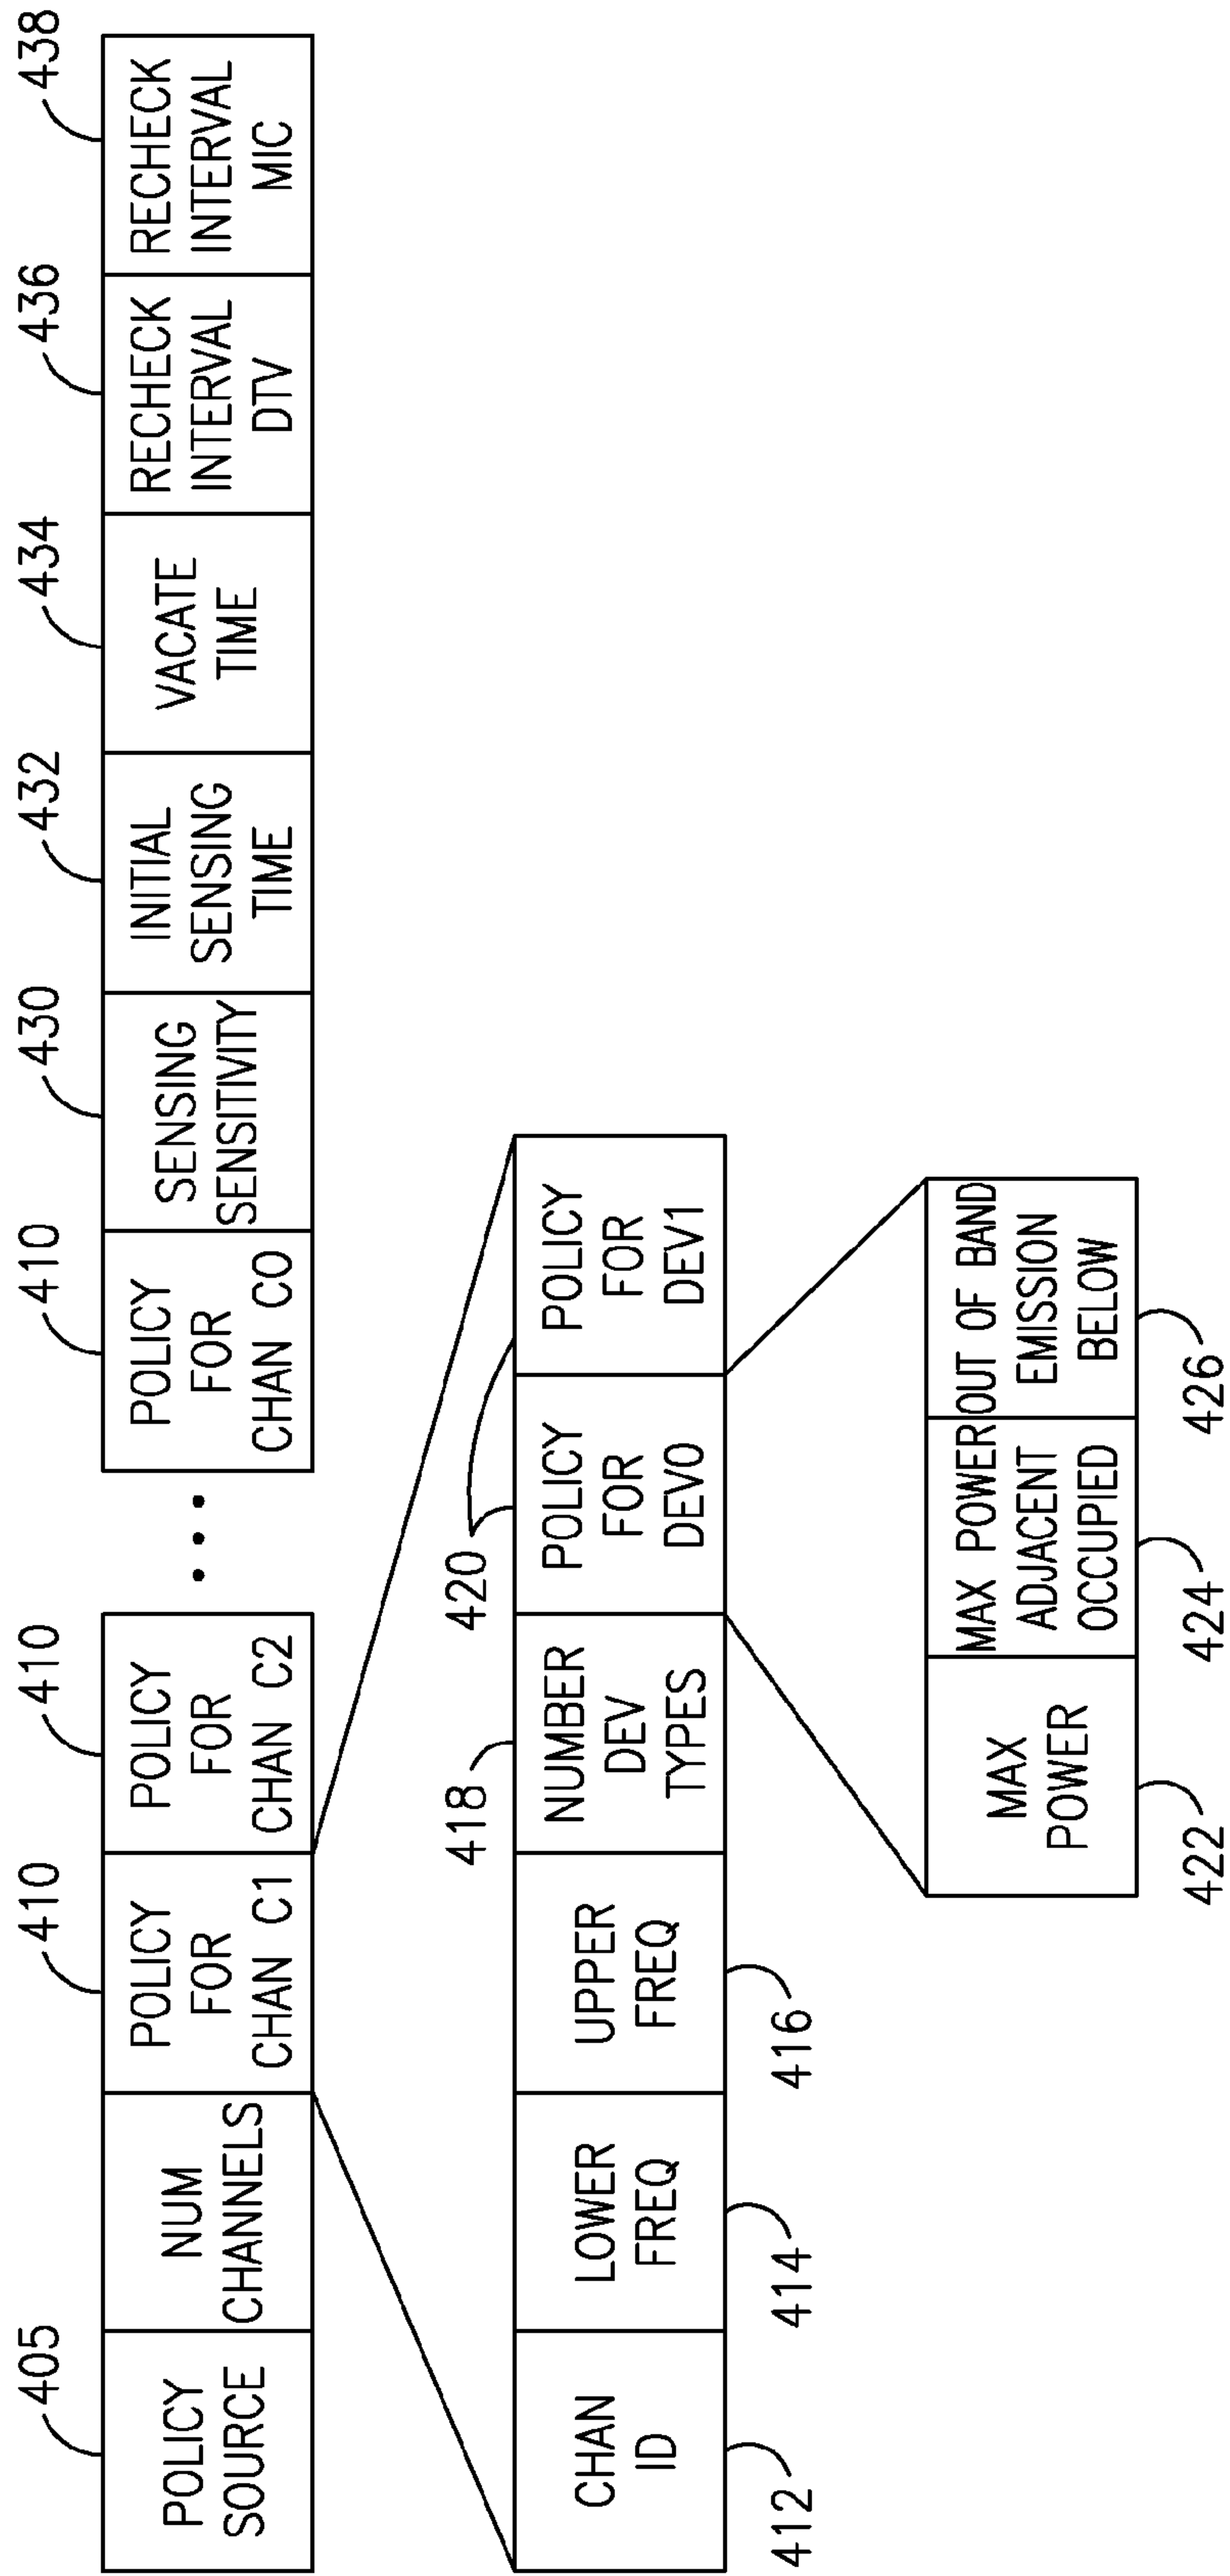 405
410
410
410
430
432
434
436
438
POLICY
SOURCE
NUM
CHANNELS
POLICY
FOR
CHAN C1
POLICY
FOR
CHAN C2
• • •
POLICY
FOR
CHAN CO
SENSING
SENSITIVITY
INITIAL
SENSING
TIME
VACATE
TIME
RECHECK
INTERVAL
DTV
RECHECK
INTERVAL
MIC
418
420
CHAN
ID
LOWER
FREQ
UPPER
FREQ
NUMBER
DEV
TYPES
POLICY
FOR
DEV0
POLICY
FOR
DEV1
412
414
416
MAX
POWER
MAX POWER
ADJACENT
OCCUPIED
OUT OF BAND
EMISSION
BELOW
422
424
426